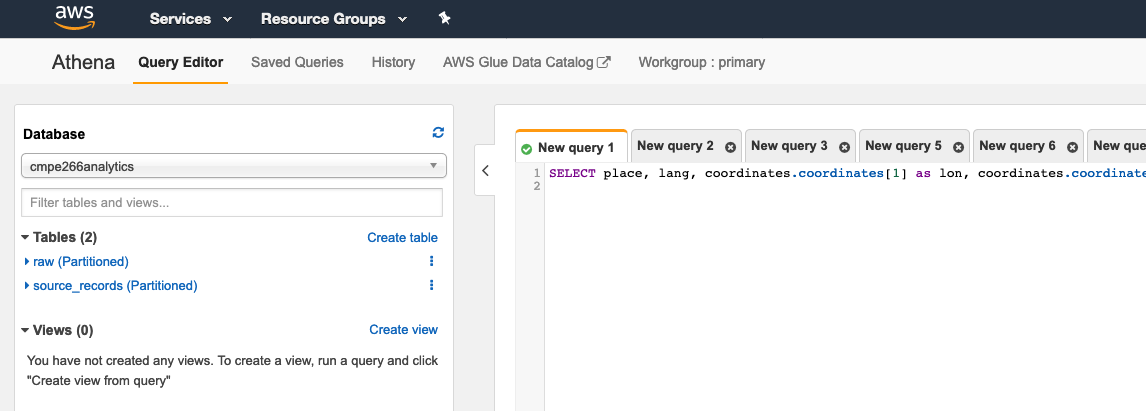 aws Services Resource Groups
Athena Query Editor Saved Queries History AWS Glue Data Catalog Workgroup : primary
Database
cmpe266analytics
Filter tables and views...
Tables (2) Create table
raw (Partitioned)
source_records (Partitioned)
Views (0) Create view
You have not created any views. To create a view, run a query and click
"Create view from query"
New query 1 New query 2 New query 3 New query 5 New query 6 New que
1 SELECT place, lang, coordinates.coordinates[1] as lon, coordinates.coordinate
2